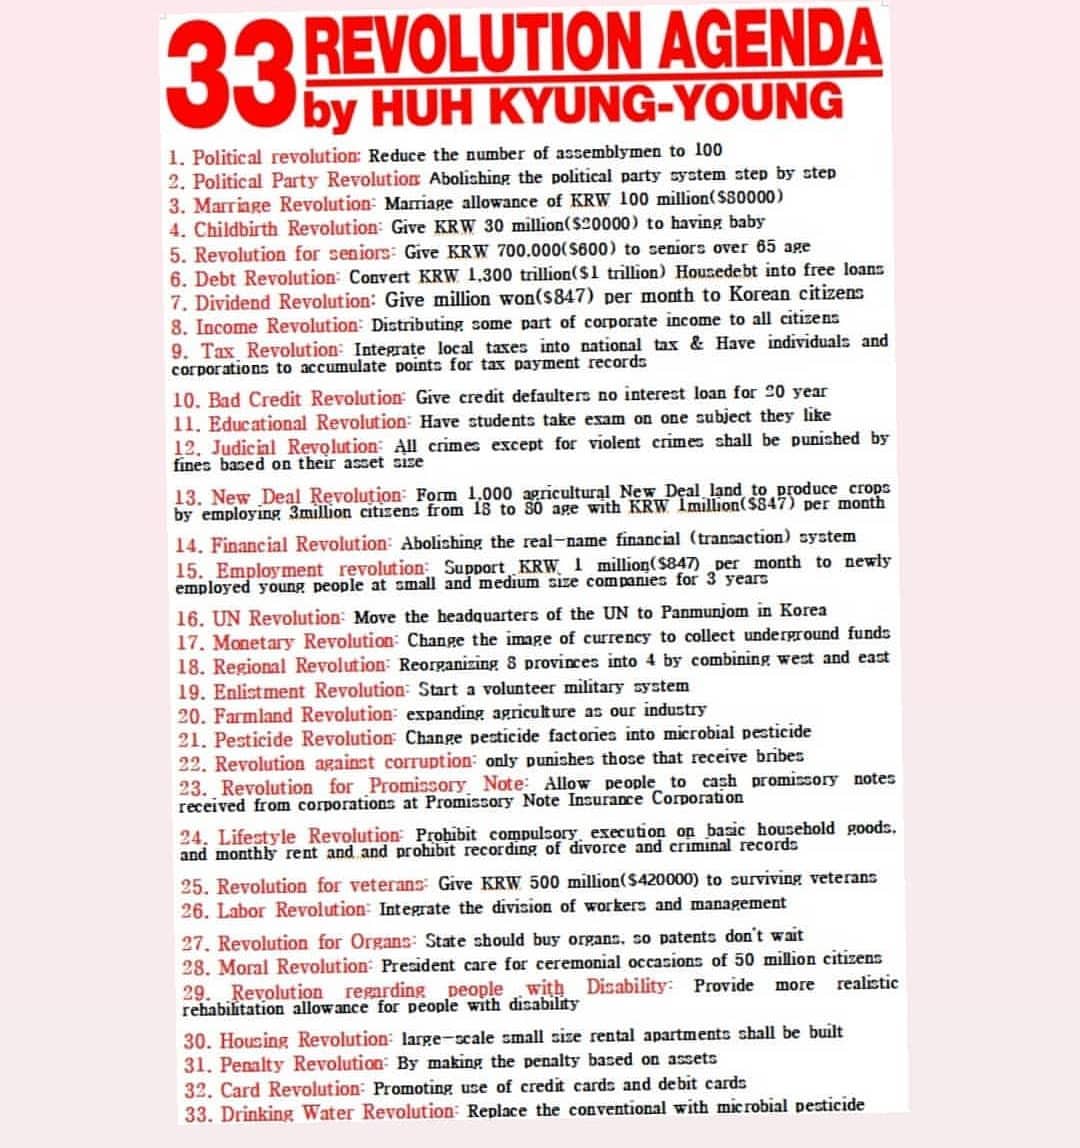 33 REVOLUTION AGENDA
by HUH KYUNG-YOUNG
1. Political revolution: Reduce the number of assemblymen to 100
2. Political Party Revolution: Abolishing the political party system step by step
3. Marriage Revolution: Marriage allowance of KRW 100 million($80000)
4. Childbirth Revolution: Give KRW 30 million($20000) to having baby
5. Revolution for seniors: Give KRW 700.000($600) to seniors over 65 age
6. Debt Revolution: Convert KRW 1,300 trillion($1 trillion) Housedebt into free loans
7. Dividend Revolution: Give million won($847) per month to Korean citizens
8. Income Revolution: Distributing some part of corporate income to all citizens
9. Tax Revolution: Integrate local taxes into national tax & Have individuals and
corporations to accumulate points for tax payment records
10. Bad Credit Revolution: Give credit defaulters no interest loan for 20 year
11. Educational Revolution: Have students take exam on one subject they like
12. Judicial Revolution: All crimes except for violent crimes shall be punished by
fines based on their asset size
13. New Deal Revolution: Form 1,000 agricultural New Deal land to produce crops
by employing 3million citizens from 18 to 80 age with KRW 1million($847) per month
14. Financial Revolution: Abolishing the real-name financial (transaction) system
15. Employment revolution: Support KRW 1 million($847) per month to newly
employed young people at small and medium size companies for 3 years
16. UN Revolution: Move the headquarters of the UN to Panmunjom in Korea
17. Monetary Revolution: Change the image of currency to collect underground funds
18. Regional Revolution: Reorganizing 8 provinces into 4 by combining west and east
19. Enlistment Revolution: Start a volunteer military system
20. Farmland Revolution: expanding agriculture as our industry
21. Pesticide Revolution: Change pesticide factories into microbial pesticide
22. Revolution against corruption: only punishes those that receive bribes
23. Revolution for Promissory Note: Allow people to cash promissory notes
received from corporations at Promissory Note Insurance Corporation
24. Lifestyle Revolution: Prohibit compulsory execution on basic household goods,
and monthly rent and and prohibit recording of divorce and criminal records
25. Revolution for veterans: Give KRW 500 million($420000) to surviving veterans
26. Labor Revolution: Integrate the division of workers and management
27. Revolution for Organs: State should buy organs, so patents don't wait
28. Moral Revolution: President care for ceremonial occasions of 50 million citizens
29. Revolution regarding people with Disability: Provide more realistic
rehabilitation allowance for people with disability
30. Housing Revolution: large-scale small size rental apartments shall be built
31. Penalty Revolution: By making the penalty based on assets
32. Card Revolution: Promoting use of credit cards and debit cards
33. Drinking Water Revolution: Replace the conventional with microbial pesticide